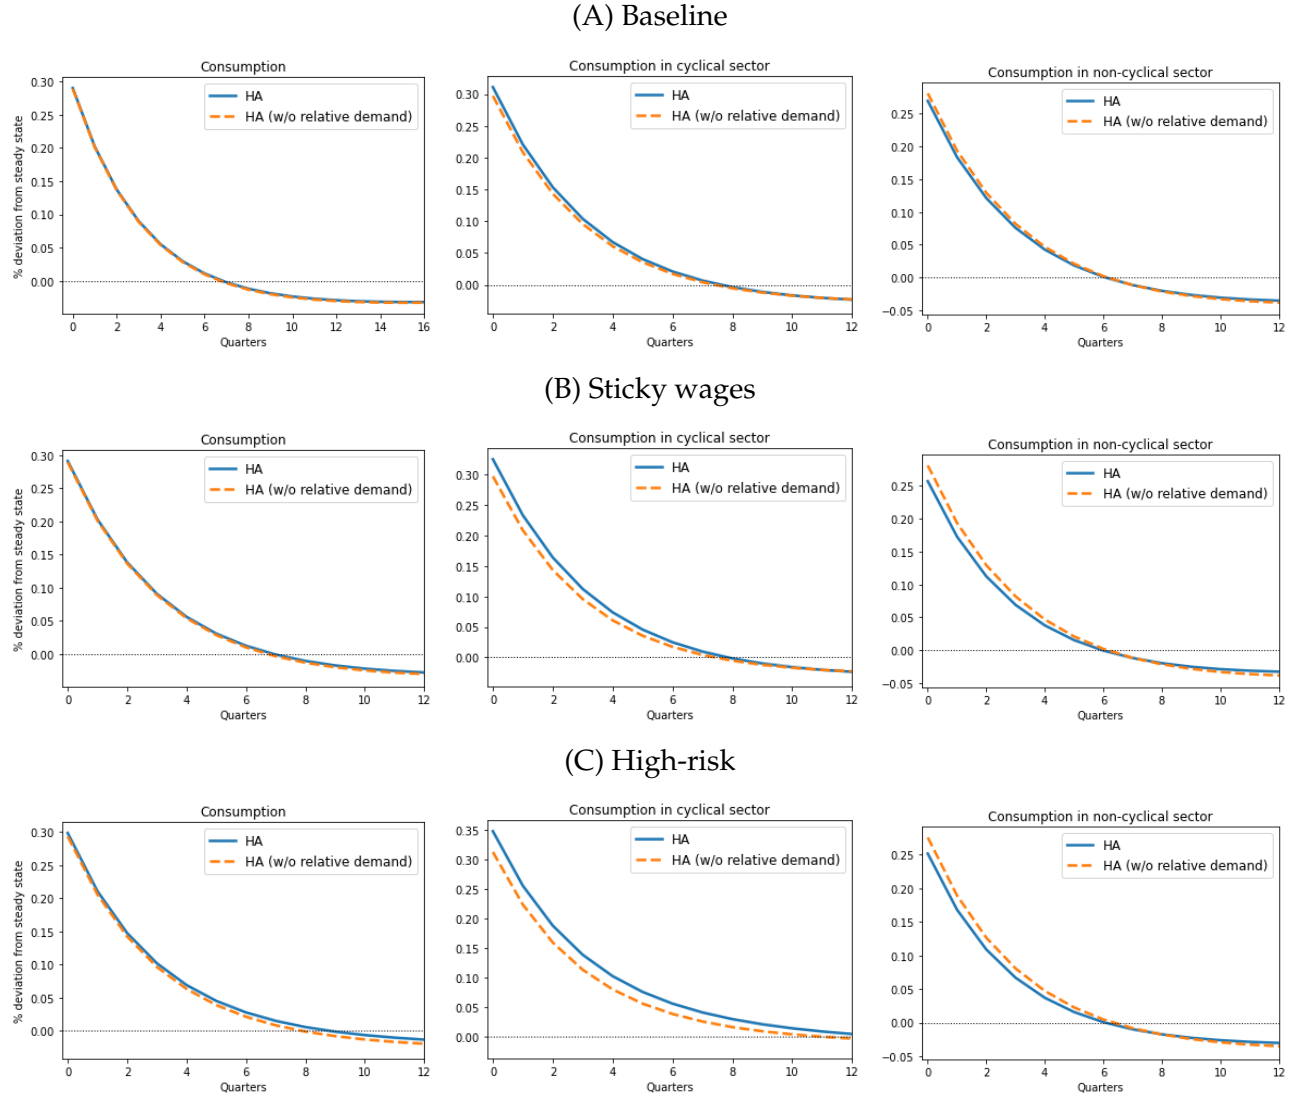 (A) Baseline
Consumption
% deviation from steady state
0.30
0.25
0.20
0.15
0.10
0.05
0.00
HA
HA (w/o relative demand)
0 2 4 6 8 10 12 14 16
Quarters
Consumption in cyclical sector
0.30
0.25
0.20
0.15
0.10
0.05
0.00
HA
HA (w/o relative demand)
0 2 4 6 8 10 12
Quarters
Consumption in non-cyclical sector
0.25
0.20
0.15
0.10
0.05
0.00
−0.05
HA
HA (w/o relative demand)
0 2 4 6 8 10 12
Quarters
(B) Sticky wages
Consumption
% deviation from steady state
0.30
0.25
0.20
0.15
0.10
0.05
0.00
HA
HA (w/o relative demand)
0 2 4 6 8 10 12
Quarters
Consumption in cyclical sector
0.30
0.25
0.20
0.15
0.10
0.05
0.00
HA
HA (w/o relative demand)
0 2 4 6 8 10 12
Quarters
Consumption in non-cyclical sector
0.25
0.20
0.15
0.10
0.05
0.00
−0.05
HA
HA (w/o relative demand)
0 2 4 6 8 10 12
Quarters
(C) High-risk
Consumption
% deviation from steady state
0.30
0.25
0.20
0.15
0.10
0.05
0.00
HA
HA (w/o relative demand)
0 2 4 6 8 10 12
Quarters
Consumption in cyclical sector
0.35
0.30
0.25
0.20
0.15
0.10
0.05
0.00
HA
HA (w/o relative demand)
0 2 4 6 8 10 12
Quarters
Consumption in non-cyclical sector
0.25
0.20
0.15
0.10
0.05
0.00
−0.05
HA
HA (w/o relative demand)
0 2 4 6 8 10 12
Quarters